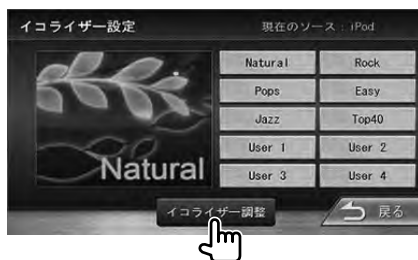 イコライザー設定
現在のソース：iPod
Natural
Rock
Pops
Easy
Jazz
Top40
User 1
User 2
Natural
User 3
User 4
イコライザー調整
戻る